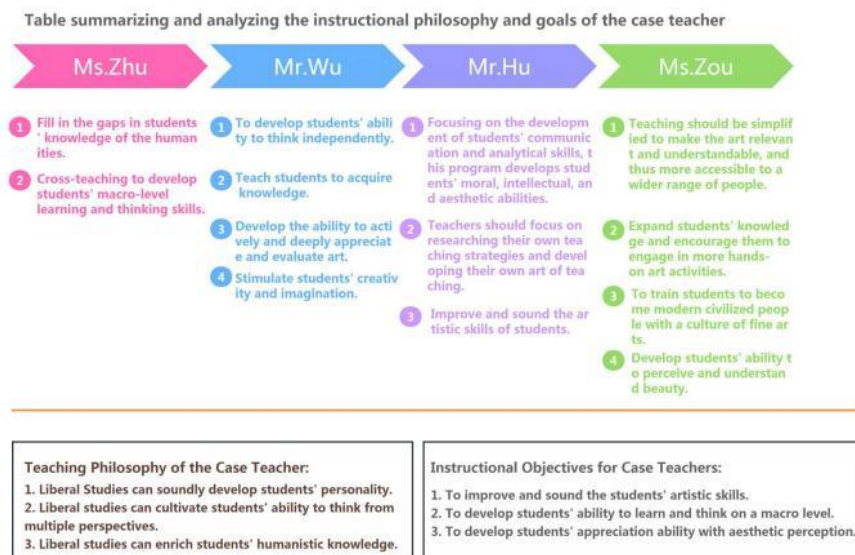 Table summarizing and analyzing the instructional philosophy and goals of the case teacher
Ms.Zhu
Mr.Wu
Mr.Hu
Ms.Zou
1 Fill in the gaps in students
' knowledge of the human
ities.
2 Cross-teaching to develop
students' macro-level
learning and thinking skills.
1 To develop students' abili
ty to think independently.
2 Teach students to acquire
knowledge.
3 Develop the ability to acti
vely and deeply appreciat
e and evaluate art.
4 Stimulate students' creativ
ity and imagination.
1 Focusing on the developm
ent of students' communic
ation and analytical skills, t
his program develops stud
ents' moral, intellectual, an
d aesthetic abilities.
2 Teachers should focus on
researching their own tea
ching strategies and devel
oping their own art of tea
ching.
3 Improve and sound the ar
tistic skills of students.
1 Teaching should be simplif
ied to make the art relevan
t and understandable, and
thus more accessible to a
wider range of people.
2 Expand students' knowled
ge and encourage them to
engage in more hands-
on art activities.
3 To train students to beco
me modern civilized peop
le with a culture of fine ar
ts.
4 Develop students' ability t
o perceive and understan
d beauty.
Teaching Philosophy of the Case Teacher:
1. Liberal Studies can soundly develop students' personality.
2. Liberal studies can cultivate students' ability to think from
multiple perspectives.
3. Liberal studies can enrich students' humanistic knowledge.
Instructional Objectives for Case Teachers:
1. To improve and sound the students' artistic skills.
2. To develop students' ability to learn and think on a macro level.
3. To develop students' appreciation ability with aesthetic perception.